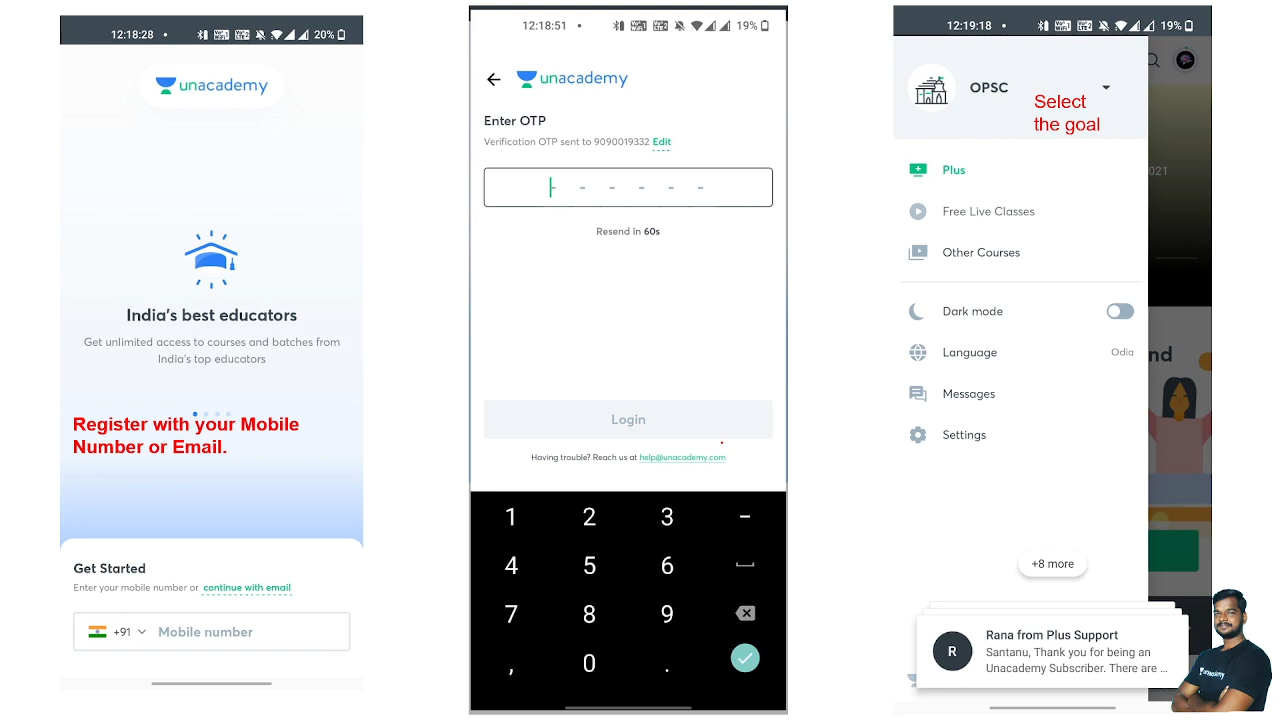 12:18:28
20%
unacademy
India's best educators
Get unlimited access to courses and batches from
India's top educators
Register with your Mobile
Number or Email.
Get Started
Enter your mobile number or continue with email
+91 Mobile number
12:18:51
19%
unacademy
Enter OTP
Verification OTP sent to 9090019332 Edit
- - - - - -
Resend in 60s
Login
Having trouble? Reach us at help@unacademy.com
1 2 3 -
4 5 6
7 8 9
, 0 .
12:19:18
19%
OPSC
Select
the goal
Plus
2021
Free Live Classes
Other Courses
Dark mode
Language Odia
nd
Messages
Settings
+8 more
R
Rana from Plus Support
Santanu, Thank you for being an
Unacademy Subscriber. There are ...
unacademy